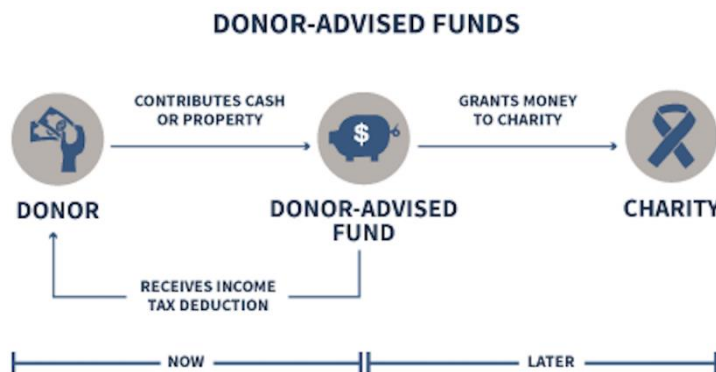 DONOR-ADVISED FUNDS
CONTRIBUTES CASH
OR PROPERTY
GRANTS MONEY
TO CHARITY
$
DONOR
DONOR-ADVISED
FUND
CHARITY
RECEIVES INCOME
TAX DEDUCTION
NOW
LATER